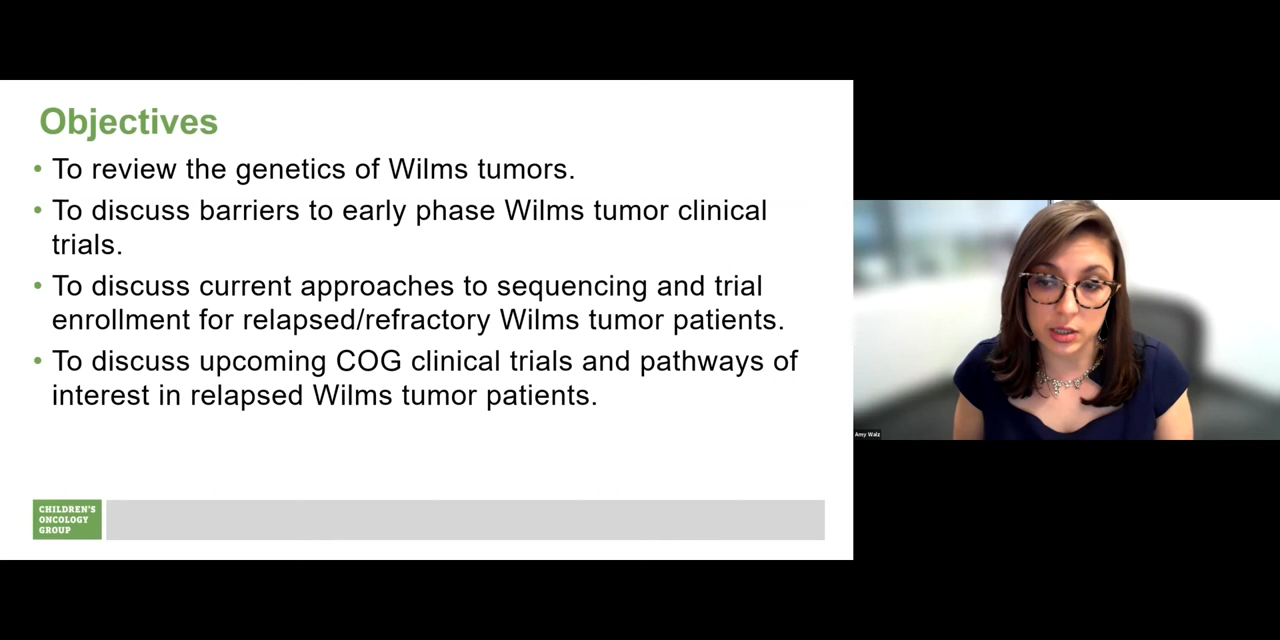 Objectives
• To review the genetics of Wilms tumors.
• To discuss barriers to early phase Wilms tumor clinical
trials.
• To discuss current approaches to sequencing and trial
enrollment for relapsed/refractory Wilms tumor patients.
• To discuss upcoming COG clinical trials and pathways of
interest in relapsed Wilms tumor patients.
CHILDREN'S
ONCOLOGY
GROUP
Amy Walz